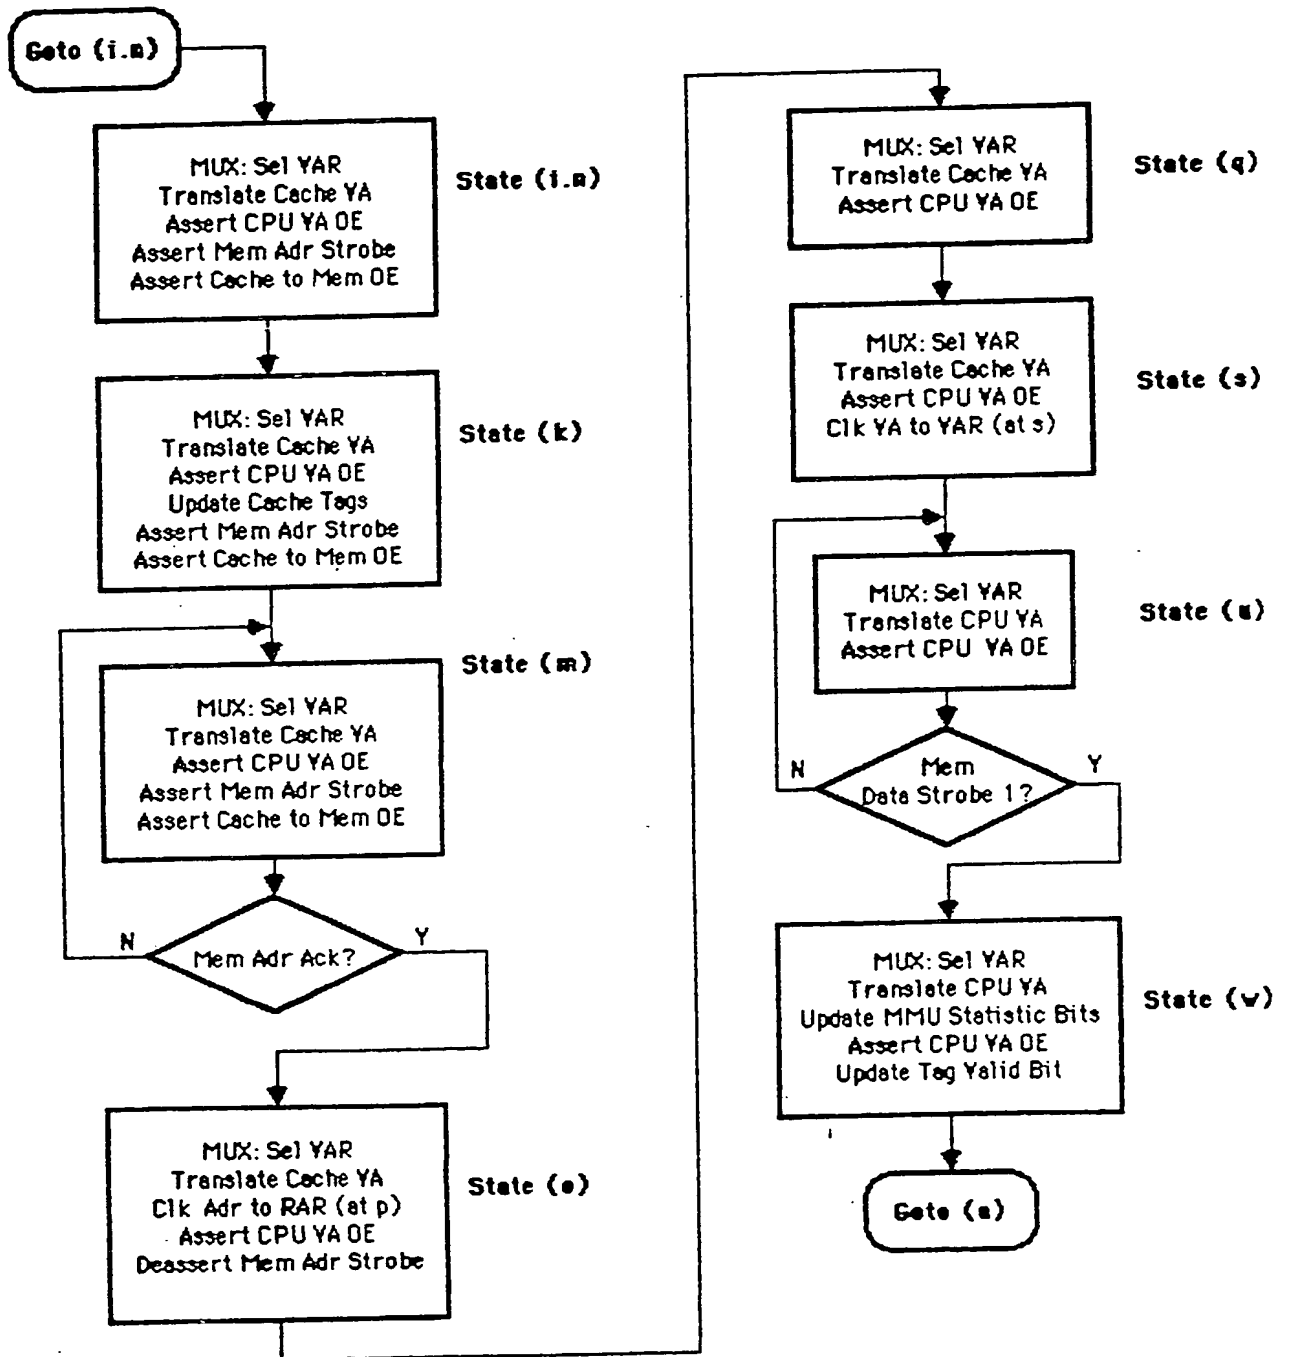 Goto (i.n)
MUX: Sel VAR
Translate Cache VA
Assert CPU VA OE
Assert Mem Adr Strobe
Assert Cache to Mem OE
State (i.n)
MUX: Sel VAR
Translate Cache VA
Assert CPU VA OE
Update Cache Tags
Assert Mem Adr Strobe
Assert Cache to Mem OE
State (k)
MUX: Sel VAR
Translate Cache VA
Assert CPU VA OE
Assert Mem Adr Strobe
Assert Cache to Mem OE
State (m)
Mem Adr Ack?
N
Y
MUX: Sel VAR
Translate Cache VA
Clk Adr to RAR (at p)
Assert CPU VA OE
Deassert Mem Adr Strobe
State (o)
MUX: Sel VAR
Translate Cache VA
Assert CPU VA OE
State (q)
MUX: Sel VAR
Translate Cache VA
Assert CPU VA OE
Clk VA to VAR (at s)
State (s)
MUX: Sel VAR
Translate CPU VA
Assert CPU VA OE
State (u)
Mem
Data Strobe 1?
N
Y
MUX: Sel VAR
Translate CPU VA
Update MMU Statistic Bits
Assert CPU VA OE
Update Tag Valid Bit
State (w)
Goto (a)